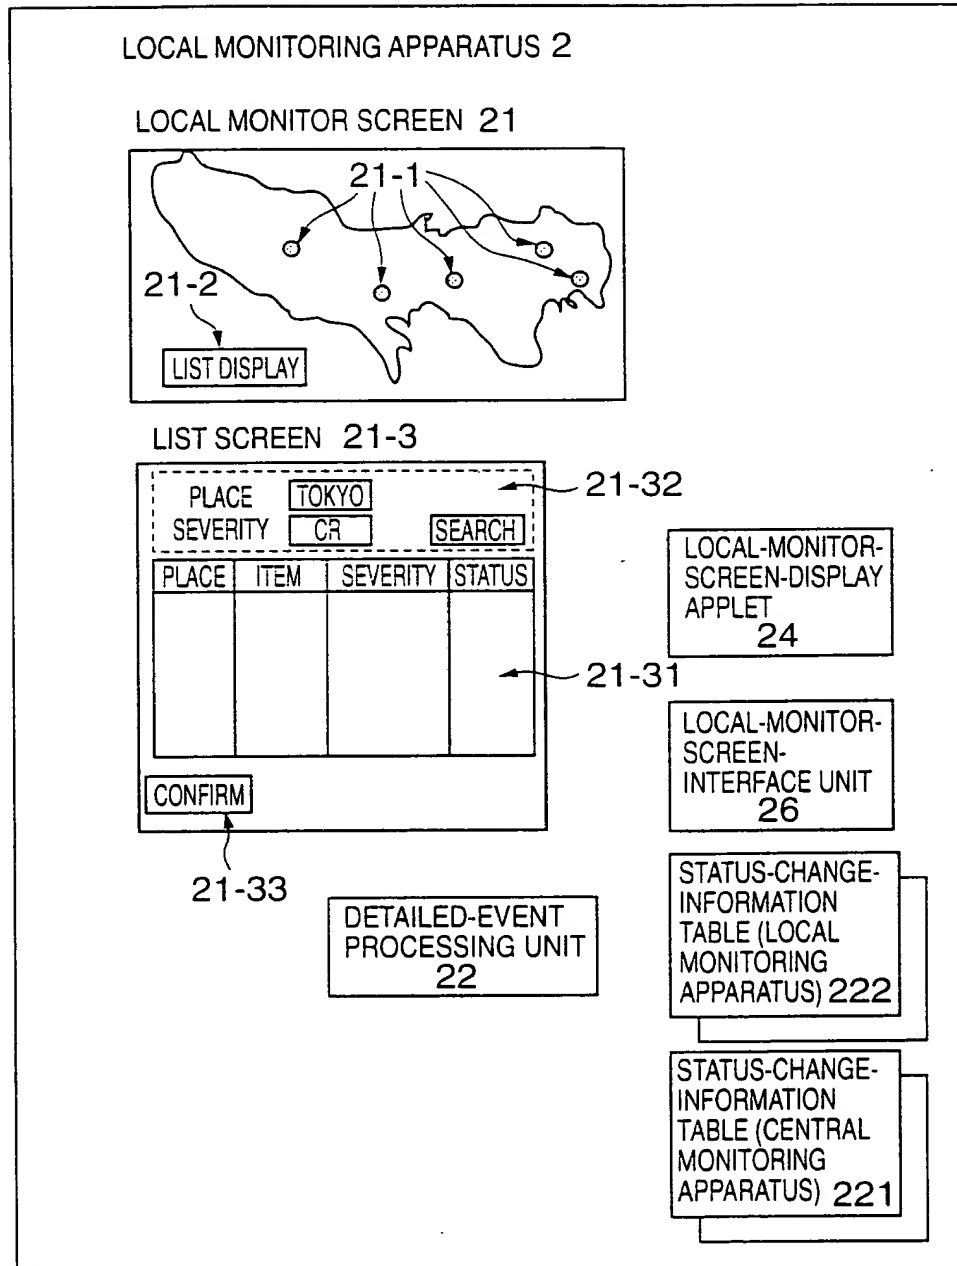 LOCAL MONITORING APPARATUS 2
LOCAL MONITOR SCREEN 21
21-1
21-2
LIST DISPLAY
LIST SCREEN 21-3
PLACE TOKYO
SEVERITY CR SEARCH
21-32
PLACE ITEM SEVERITY STATUS
21-31
CONFIRM
21-33
DETAILED-EVENT
PROCESSING UNIT
22
LOCAL-MONITOR-
SCREEN-DISPLAY
APPLET
24
LOCAL-MONITOR-
SCREEN-
INTERFACE UNIT
26
STATUS-CHANGE-
INFORMATION
TABLE (LOCAL
MONITORING
APPARATUS) 222
STATUS-CHANGE-
INFORMATION
TABLE (CENTRAL
MONITORING
APPARATUS) 221